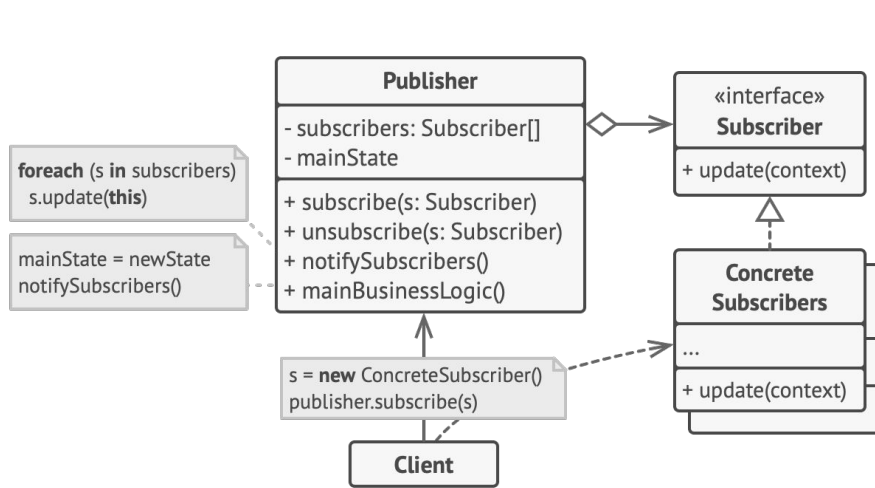 Publisher
- subscribers: Subscriber[]
- mainState
+ subscribe(s: Subscriber)
+ unsubscribe(s: Subscriber)
+ notifySubscribers()
+ mainBusinessLogic()
foreach (s in subscribers)
s.update(this)
mainState = newState
notifySubscribers()
«interface»
Subscriber
+ update(context)
Concrete
Subscribers
...
+ update(context)
s = new ConcreteSubscriber()
publisher.subscribe(s)
Client